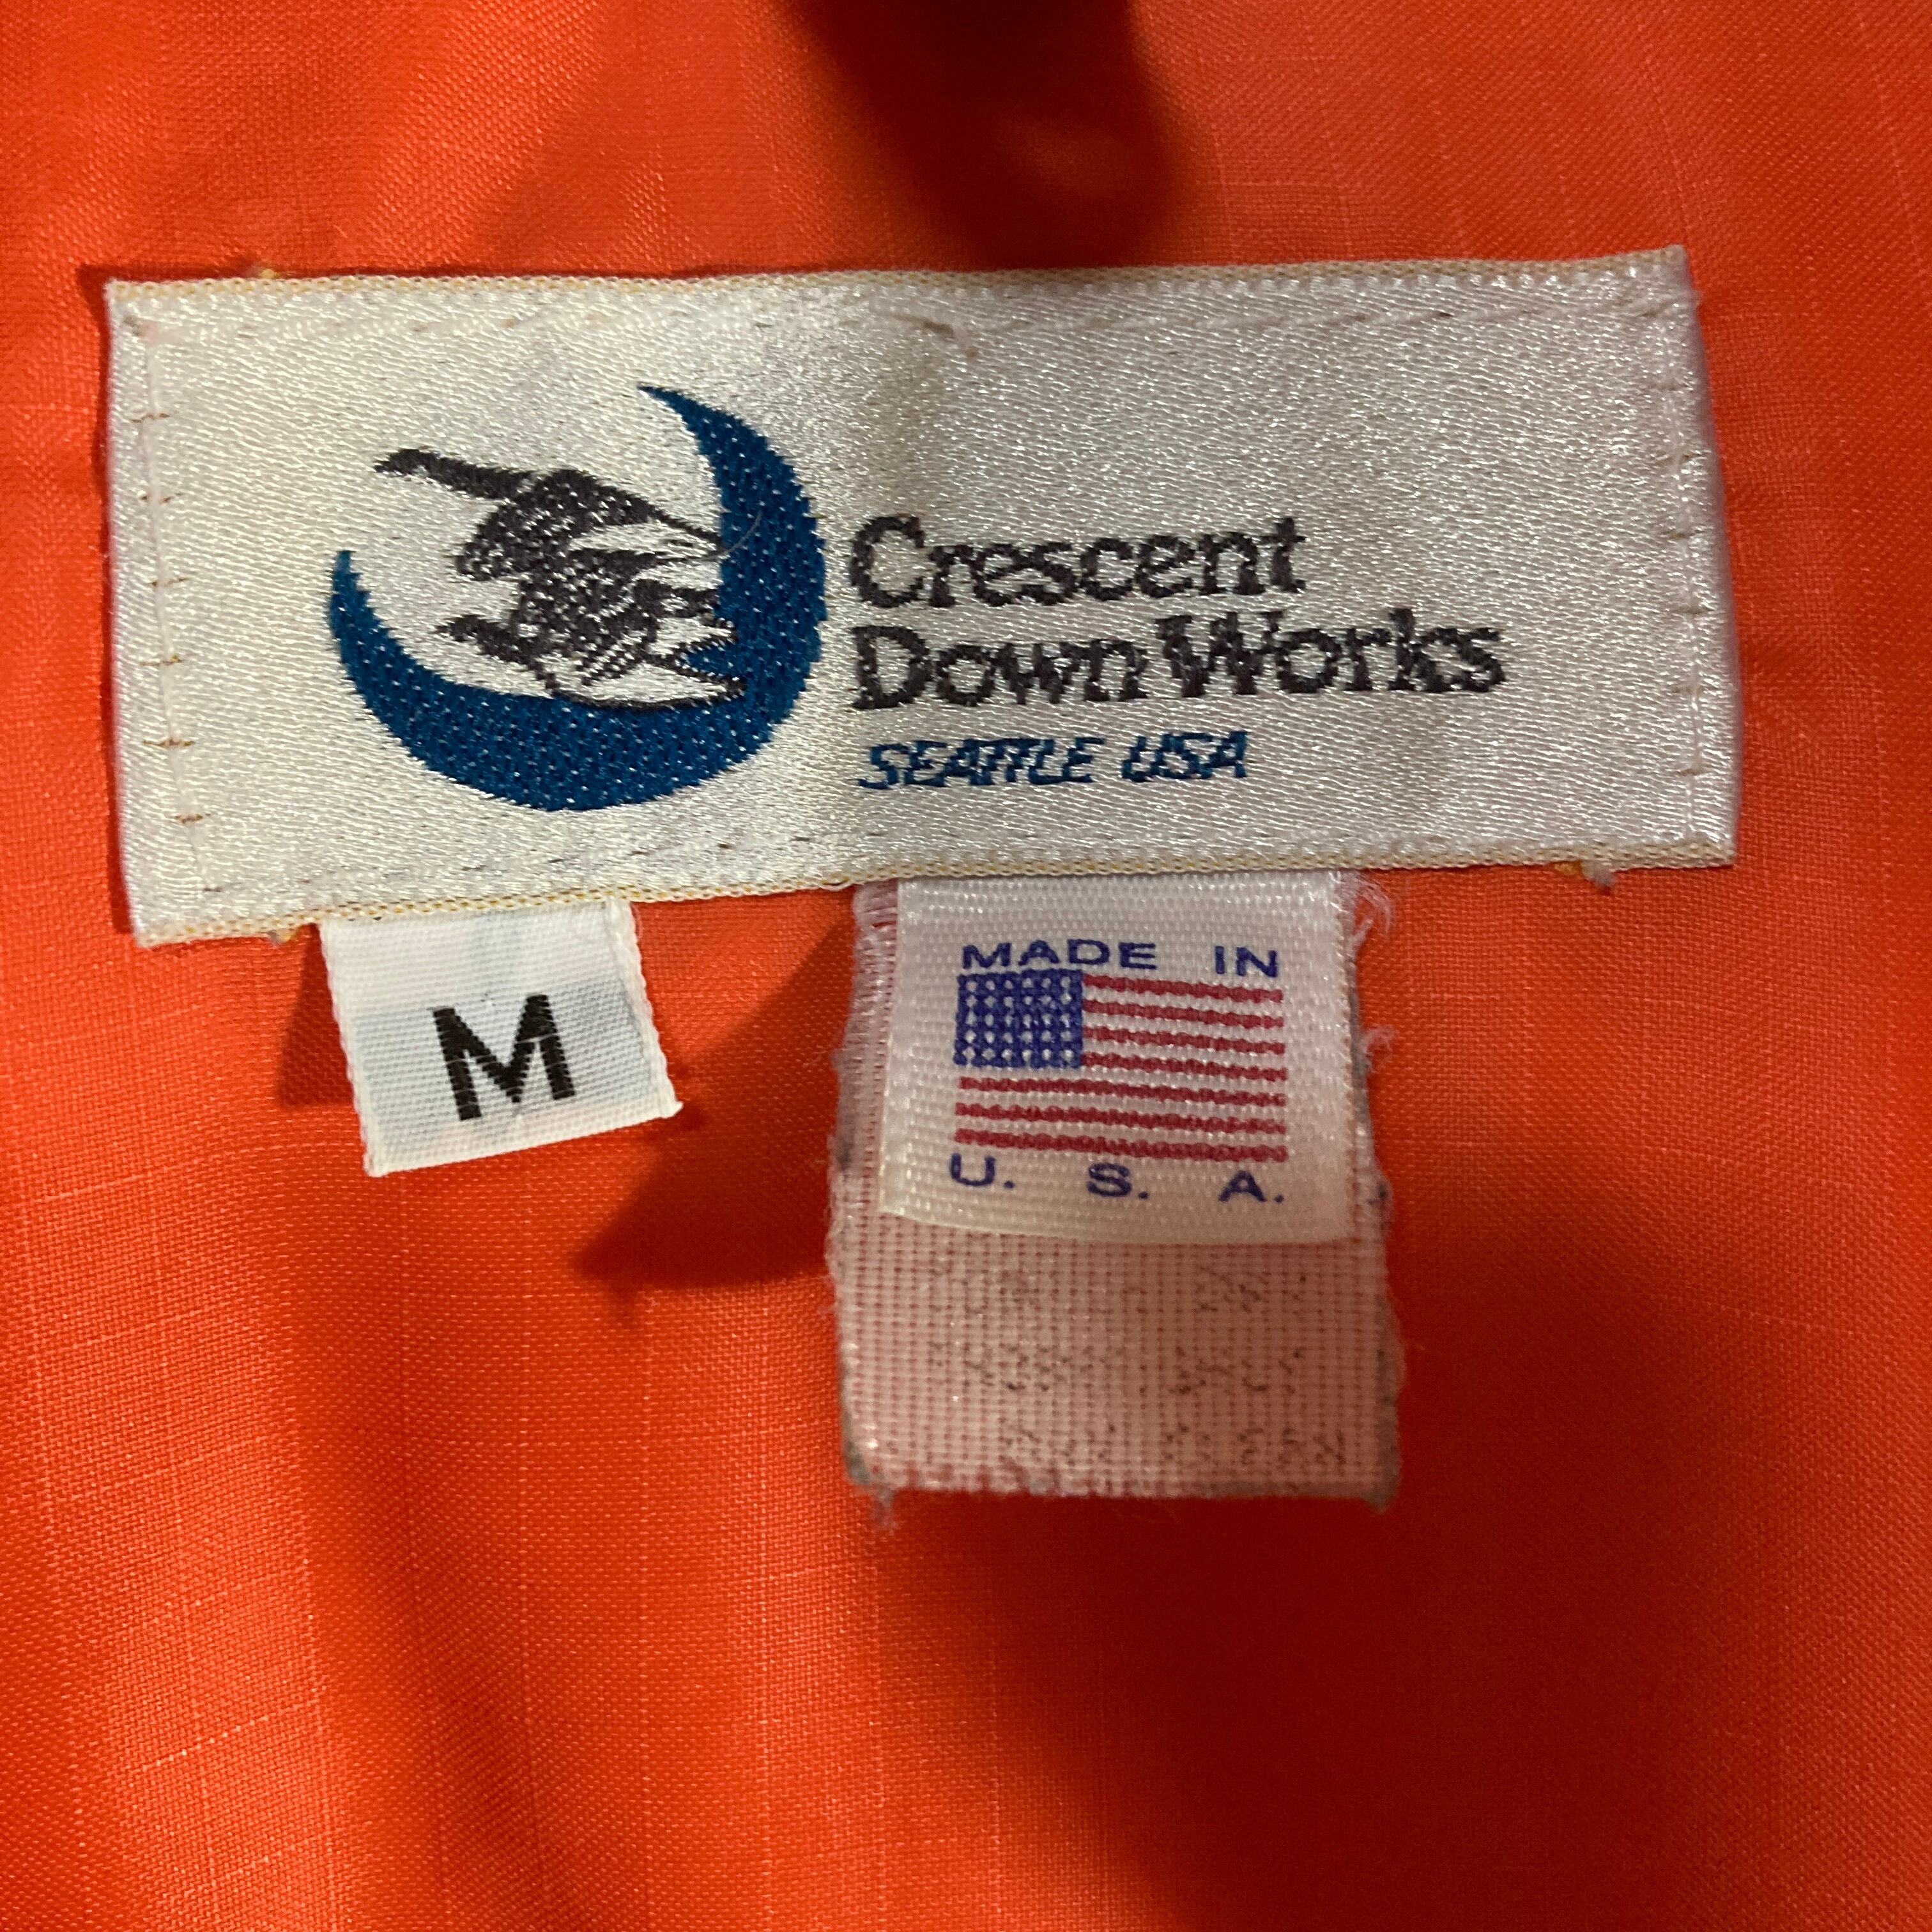 Crescent
Down Works
SEATTLE USA
M
MADE IN
U. S. A.